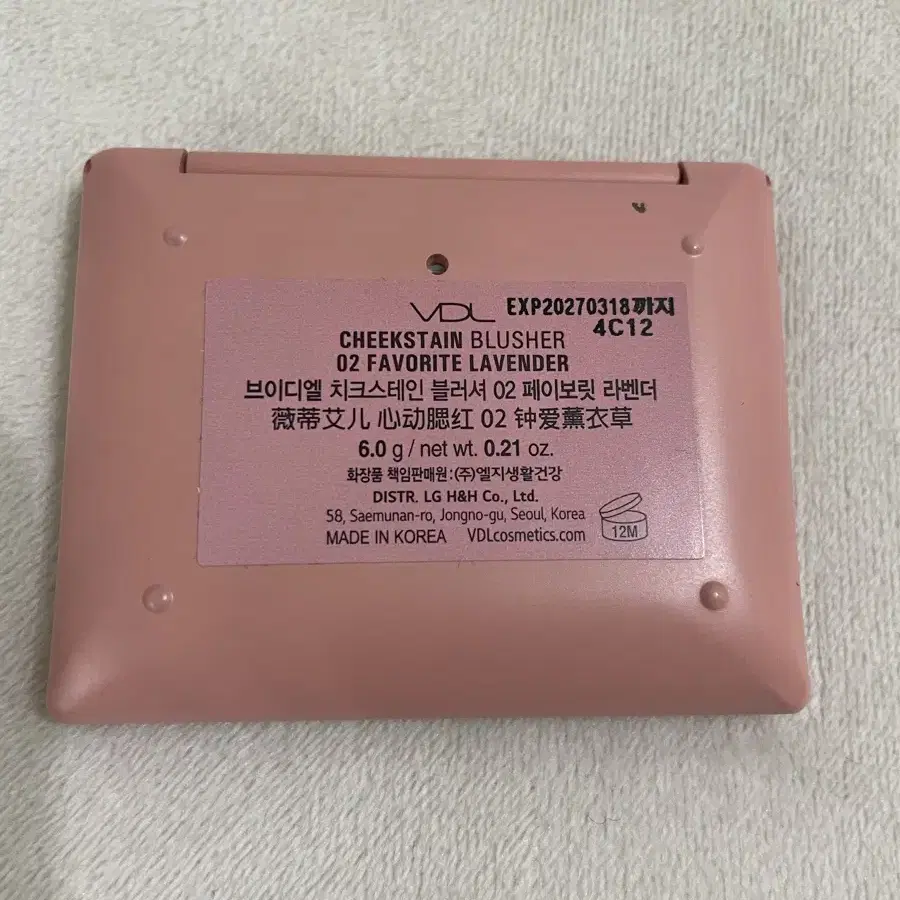 VDL EXP20270318까지
4C12
CHEEKSTAIN BLUSHER
02 FAVORITE LAVENDER
브이디엘 치크스테인 블러셔 02 페이보릿 라벤더
薇蒂艾儿 心动腮红 02 钟爱薰衣草
6.0 g / net wt. 0.21 oz.
화장품 책임판매원 : (주)엘지생활건강
DISTR. LG H&H Co., Ltd.
58, Saemunan-ro, Jongno-gu, Seoul, Korea
MADE IN KOREA VDLcosmetics.com
12M